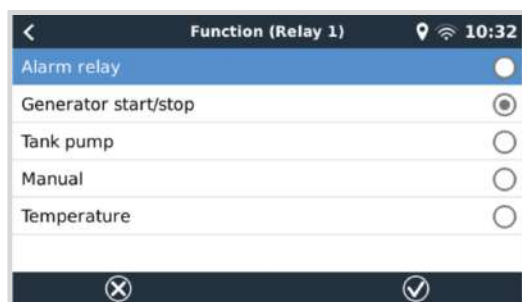 Function (Relay 1) 10:32
Alarm relay
Generator start/stop
Tank pump
Manual
Temperature